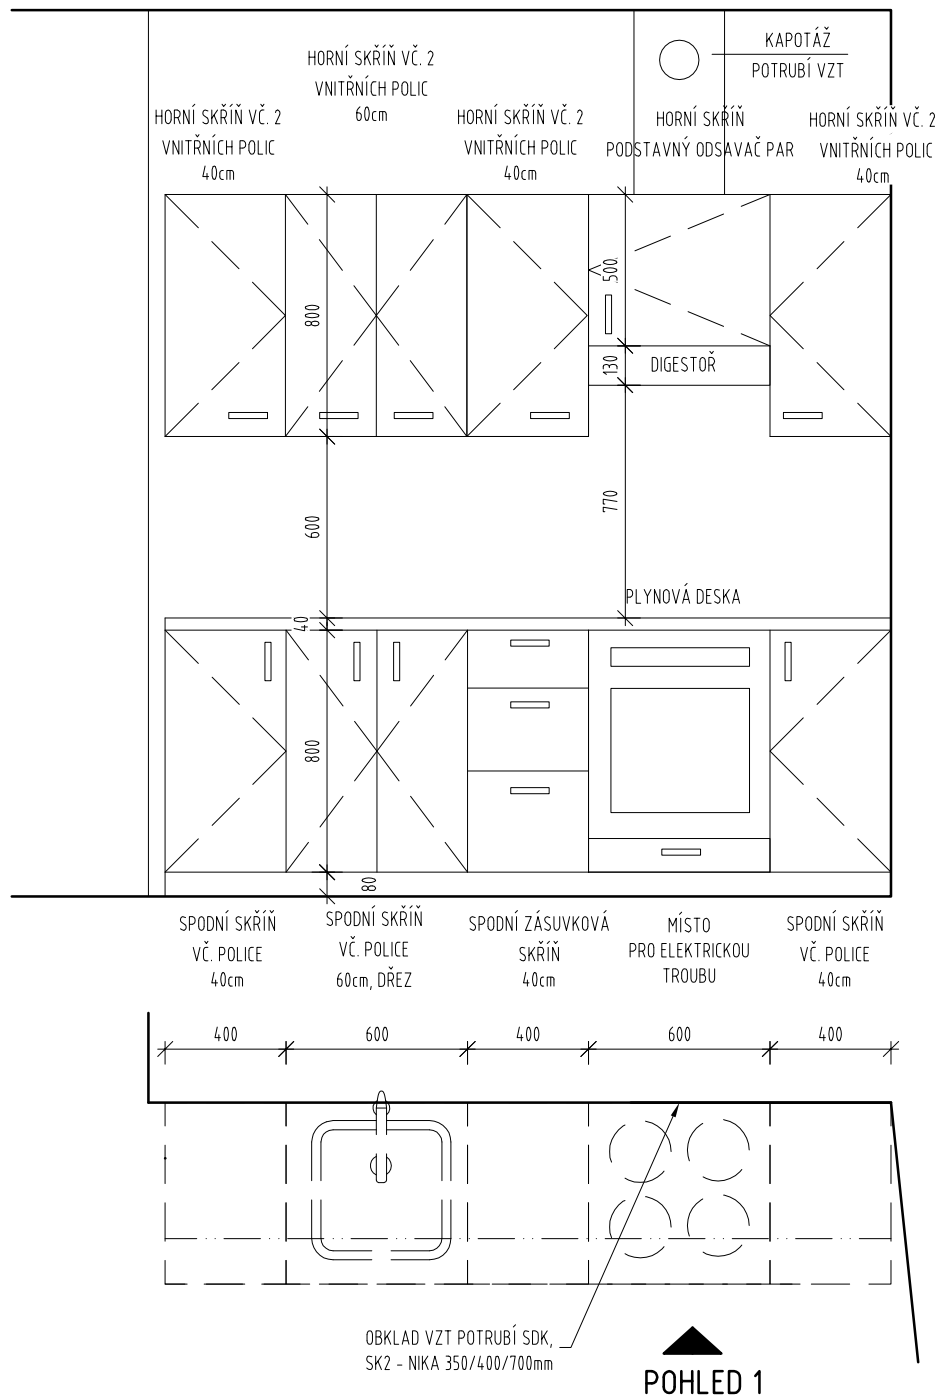 KAPOTÁŽ
POTRUBÍ VZT
HORNÍ SKŘÍŇ VČ. 2
VNITŘNÍCH POLIC
60cm
HORNÍ SKŘÍŇ VČ. 2
VNITŘNÍCH POLIC
40cm
HORNÍ SKŘÍŇ VČ. 2
VNITŘNÍCH POLIC
40cm
HORNÍ SKŘÍŇ
PODSTAVNÝ ODSAVAČ PAR
HORNÍ SKŘÍŇ VČ. 2
VNITŘNÍCH POLIC
40cm
800
500
130
DIGESTOŘ
600
770
PLYNOVÁ DESKA
40
800
80
SPODNÍ SKŘÍŇ
VČ. POLICE
40cm
SPODNÍ SKŘÍŇ
VČ. POLICE
60cm, DŘEZ
SPODNÍ ZÁSUVKOVÁ
SKŘÍŇ
40cm
MÍSTO
PRO ELEKTRICKOU
TROUBU
SPODNÍ SKŘÍŇ
VČ. POLICE
40cm
400
600
400
600
400
OBKLAD VZT POTRUBÍ SDK,
SK2 - NIKA 350/400/700mm
POHLED 1